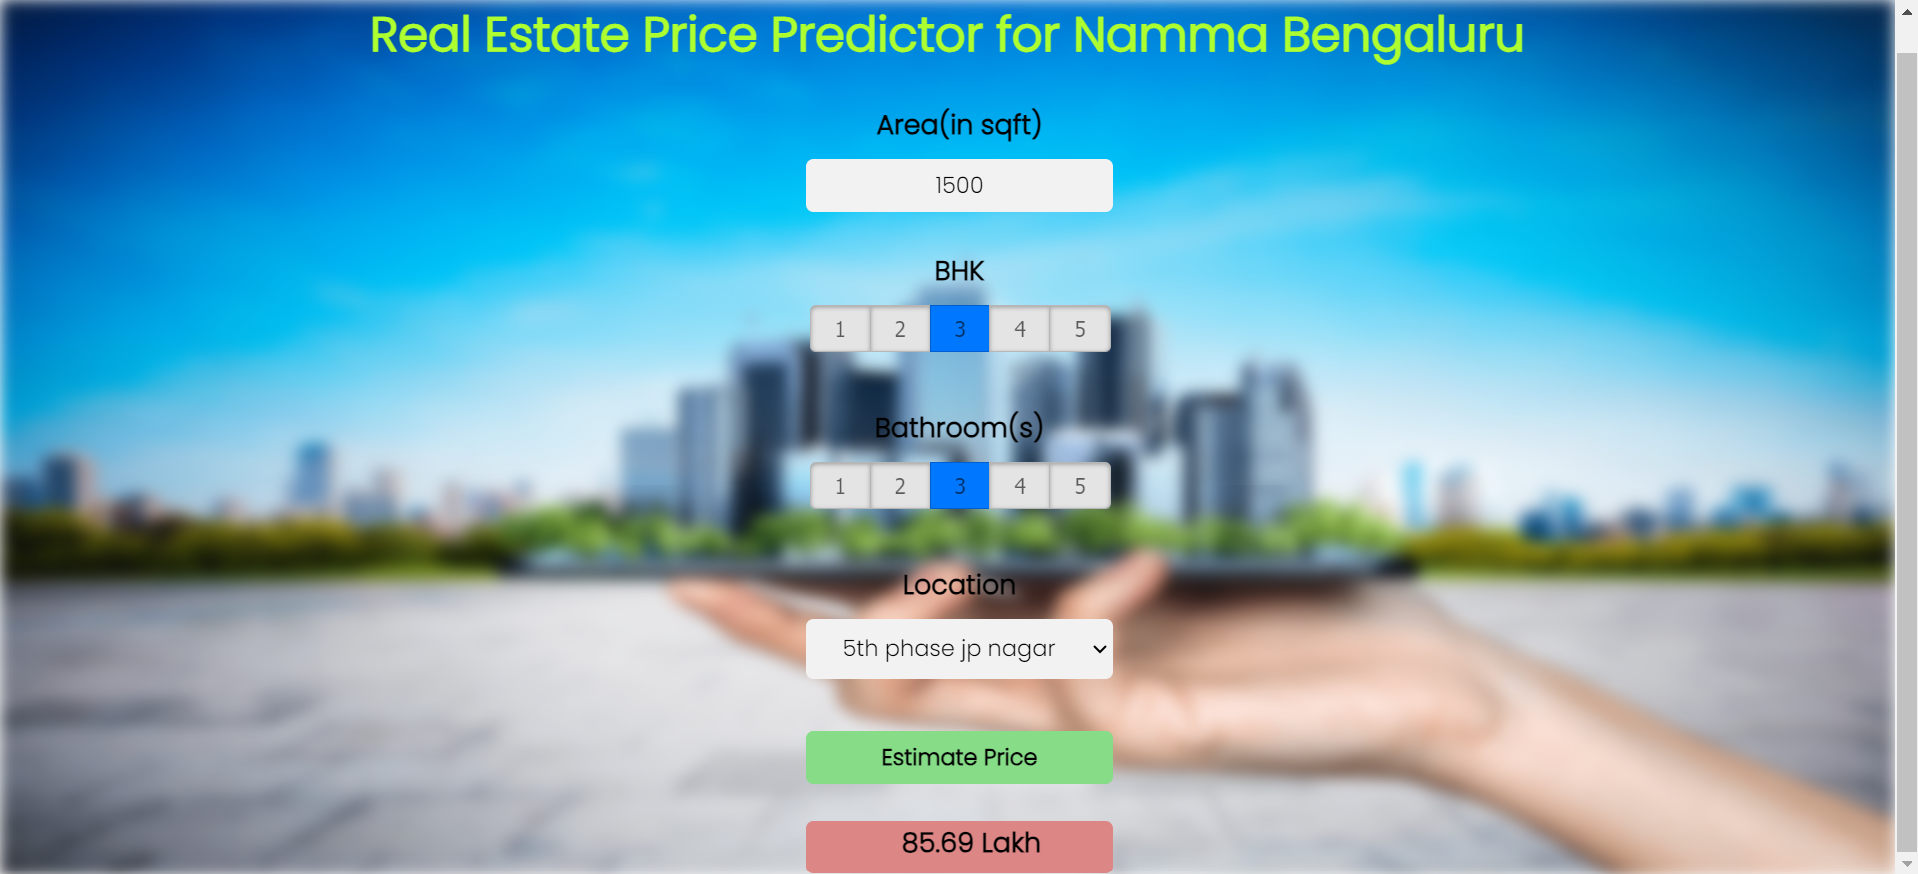 Real Estate Price Predictor for Namma Bengaluru
Area(in sqft)
1500
BHK
1 2 3 4 5
Bathroom(s)
1 2 3 4 5
Location
5th phase jp nagar
Estimate Price
85.69 Lakh